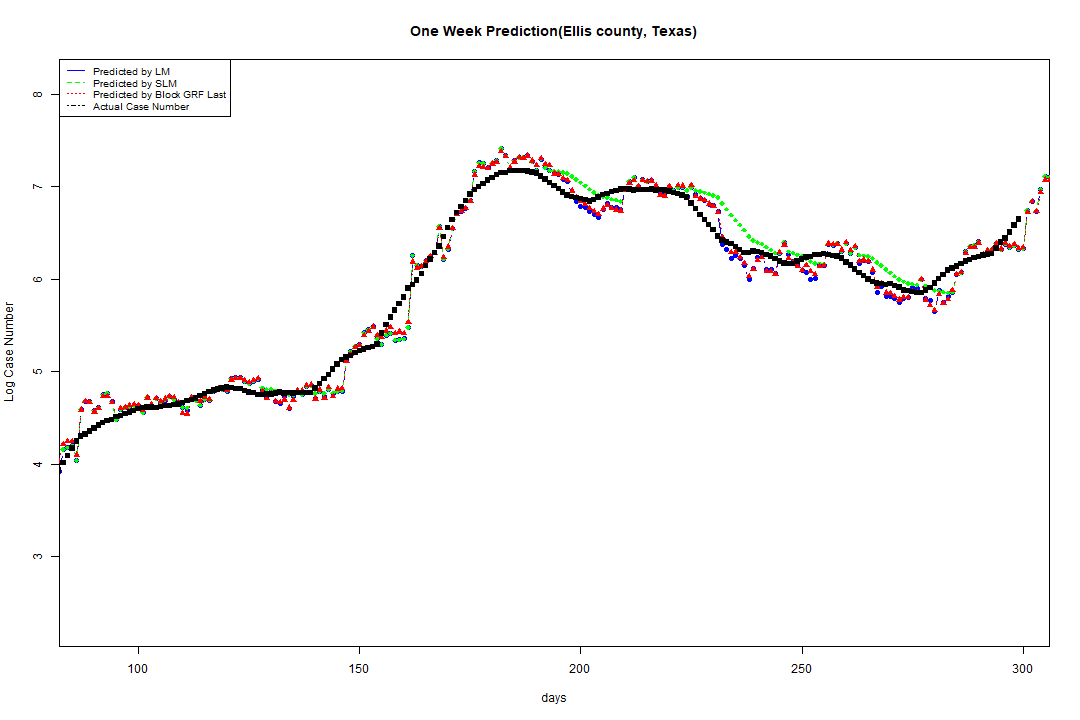 One Week Prediction(Ellis county, Texas)
Predicted by LM
Predicted by SLM
Predicted by Block GRF Last
Actual Case Number
8
7
6
5
4
3
Log Case Number
100 150 200 250 300
days